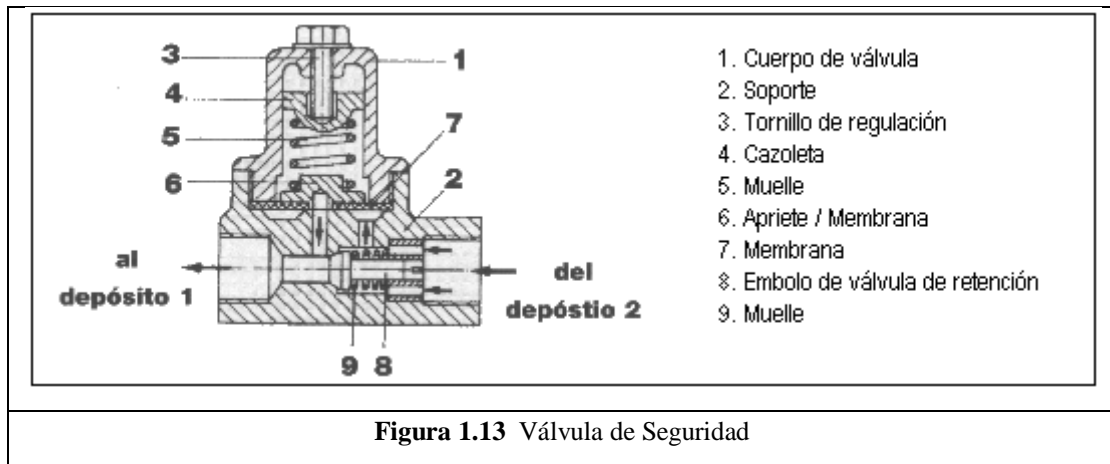 3
1
4
5
7
6
2
al
depósito 1
del
depóstio 2
9 8
1. Cuerpo de válvula
2. Soporte
3. Tornillo de regulación
4. Cazoleta
5. Muelle
6. Apriete / Membrana
7. Membrana
8. Embolo de válvula de retención
9. Muelle
Figura 1.13 Válvula de Seguridad